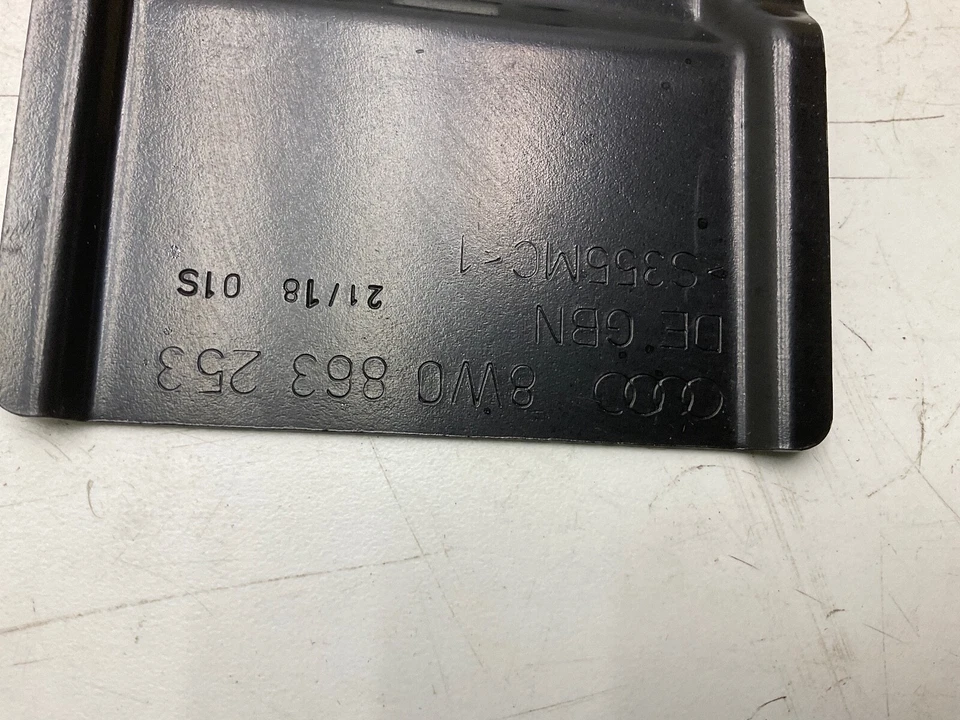 8W0 863 253
DE GBN 21/18 01S
-S355MC-1